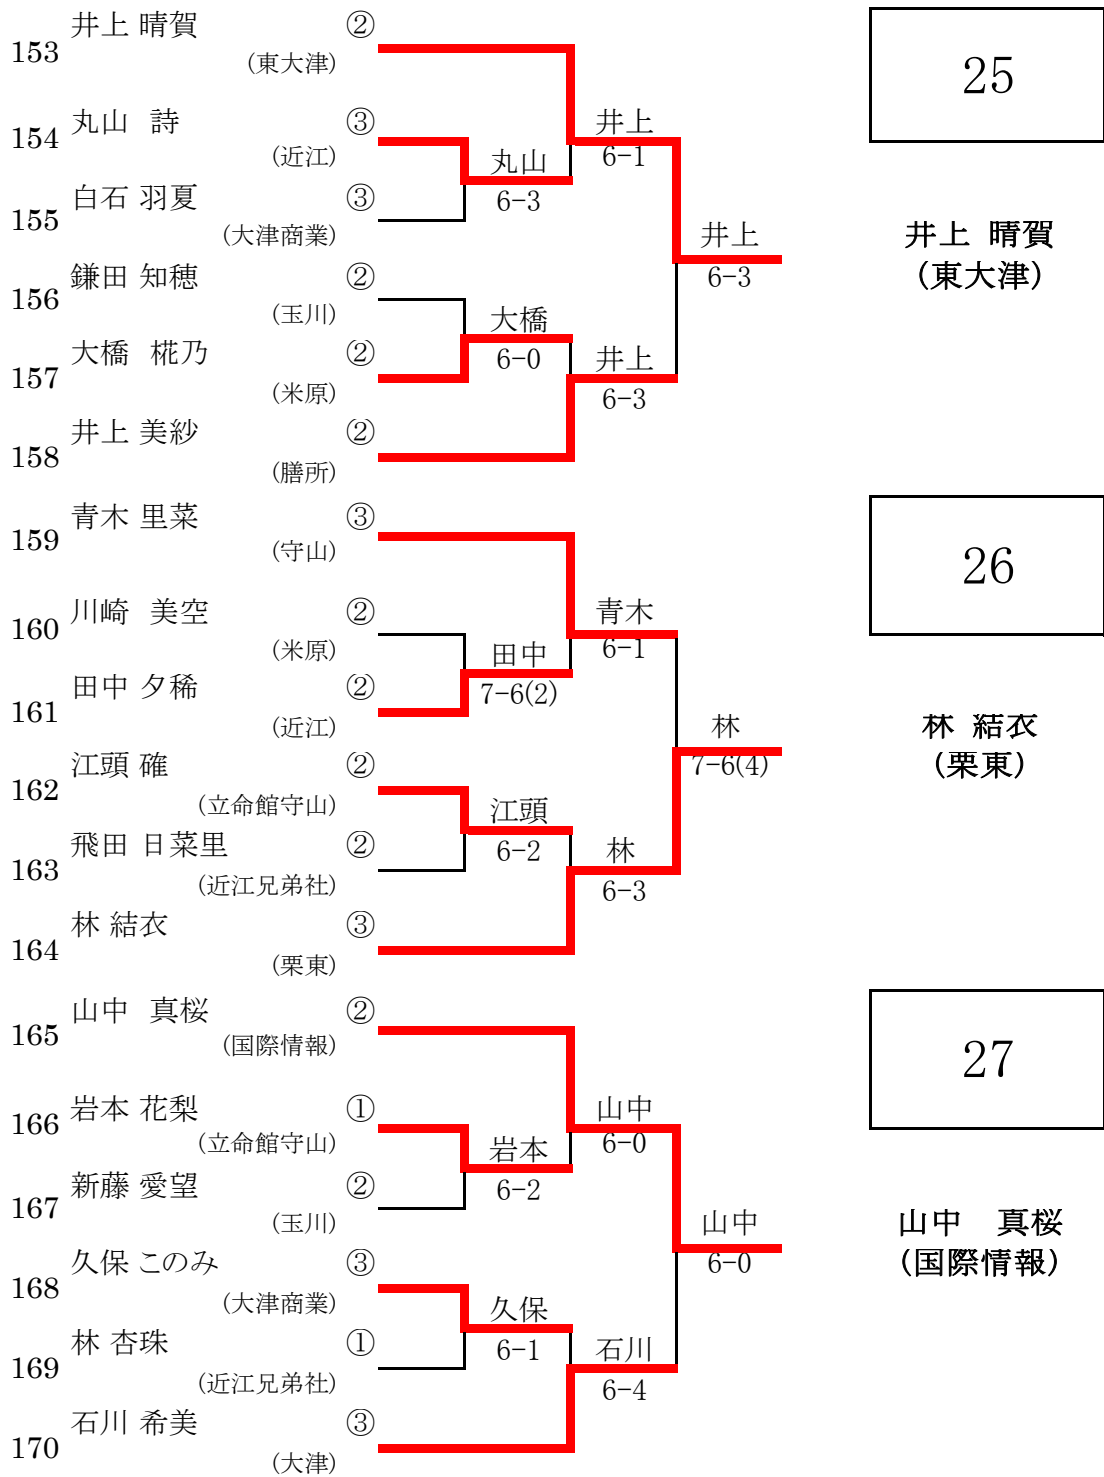 井上 晴賀 ②
153
(東大津)
25
丸山 詩 ③
154
(近江)
井上
6-1
丸山
6-3
白石 羽夏 ③
155
(大津商業)
井上
6-3
井上 晴賀
(東大津)
鎌田 知穂 ②
156
(玉川)
大橋
6-0
大橋 椛乃 ②
157
(米原)
井上
6-3
井上 美紗 ②
158
(膳所)
青木 里菜 ③
159
(守山)
26
川崎 美空 ②
160
(米原)
青木
6-1
田中
7-6(2)
田中 夕稀 ②
161
(近江)
林
7-6(4)
林 結衣
(栗東)
江頭 確 ②
162
(立命館守山)
江頭
6-2
飛田 日菜里 ②
163
(近江兄弟社)
林
6-3
林 結衣 ③
164
(栗東)
山中 真桜 ②
165
(国際情報)
27
岩本 花梨 ①
166
(立命館守山)
山中
6-0
岩本
6-2
新藤 愛望 ②
167
(玉川)
山中
6-0
山中 真桜
(国際情報)
久保 このみ ③
168
(大津商業)
久保
6-1
林 杏珠 ①
169
(近江兄弟社)
石川
6-4
石川 希美 ③
170
(大津)